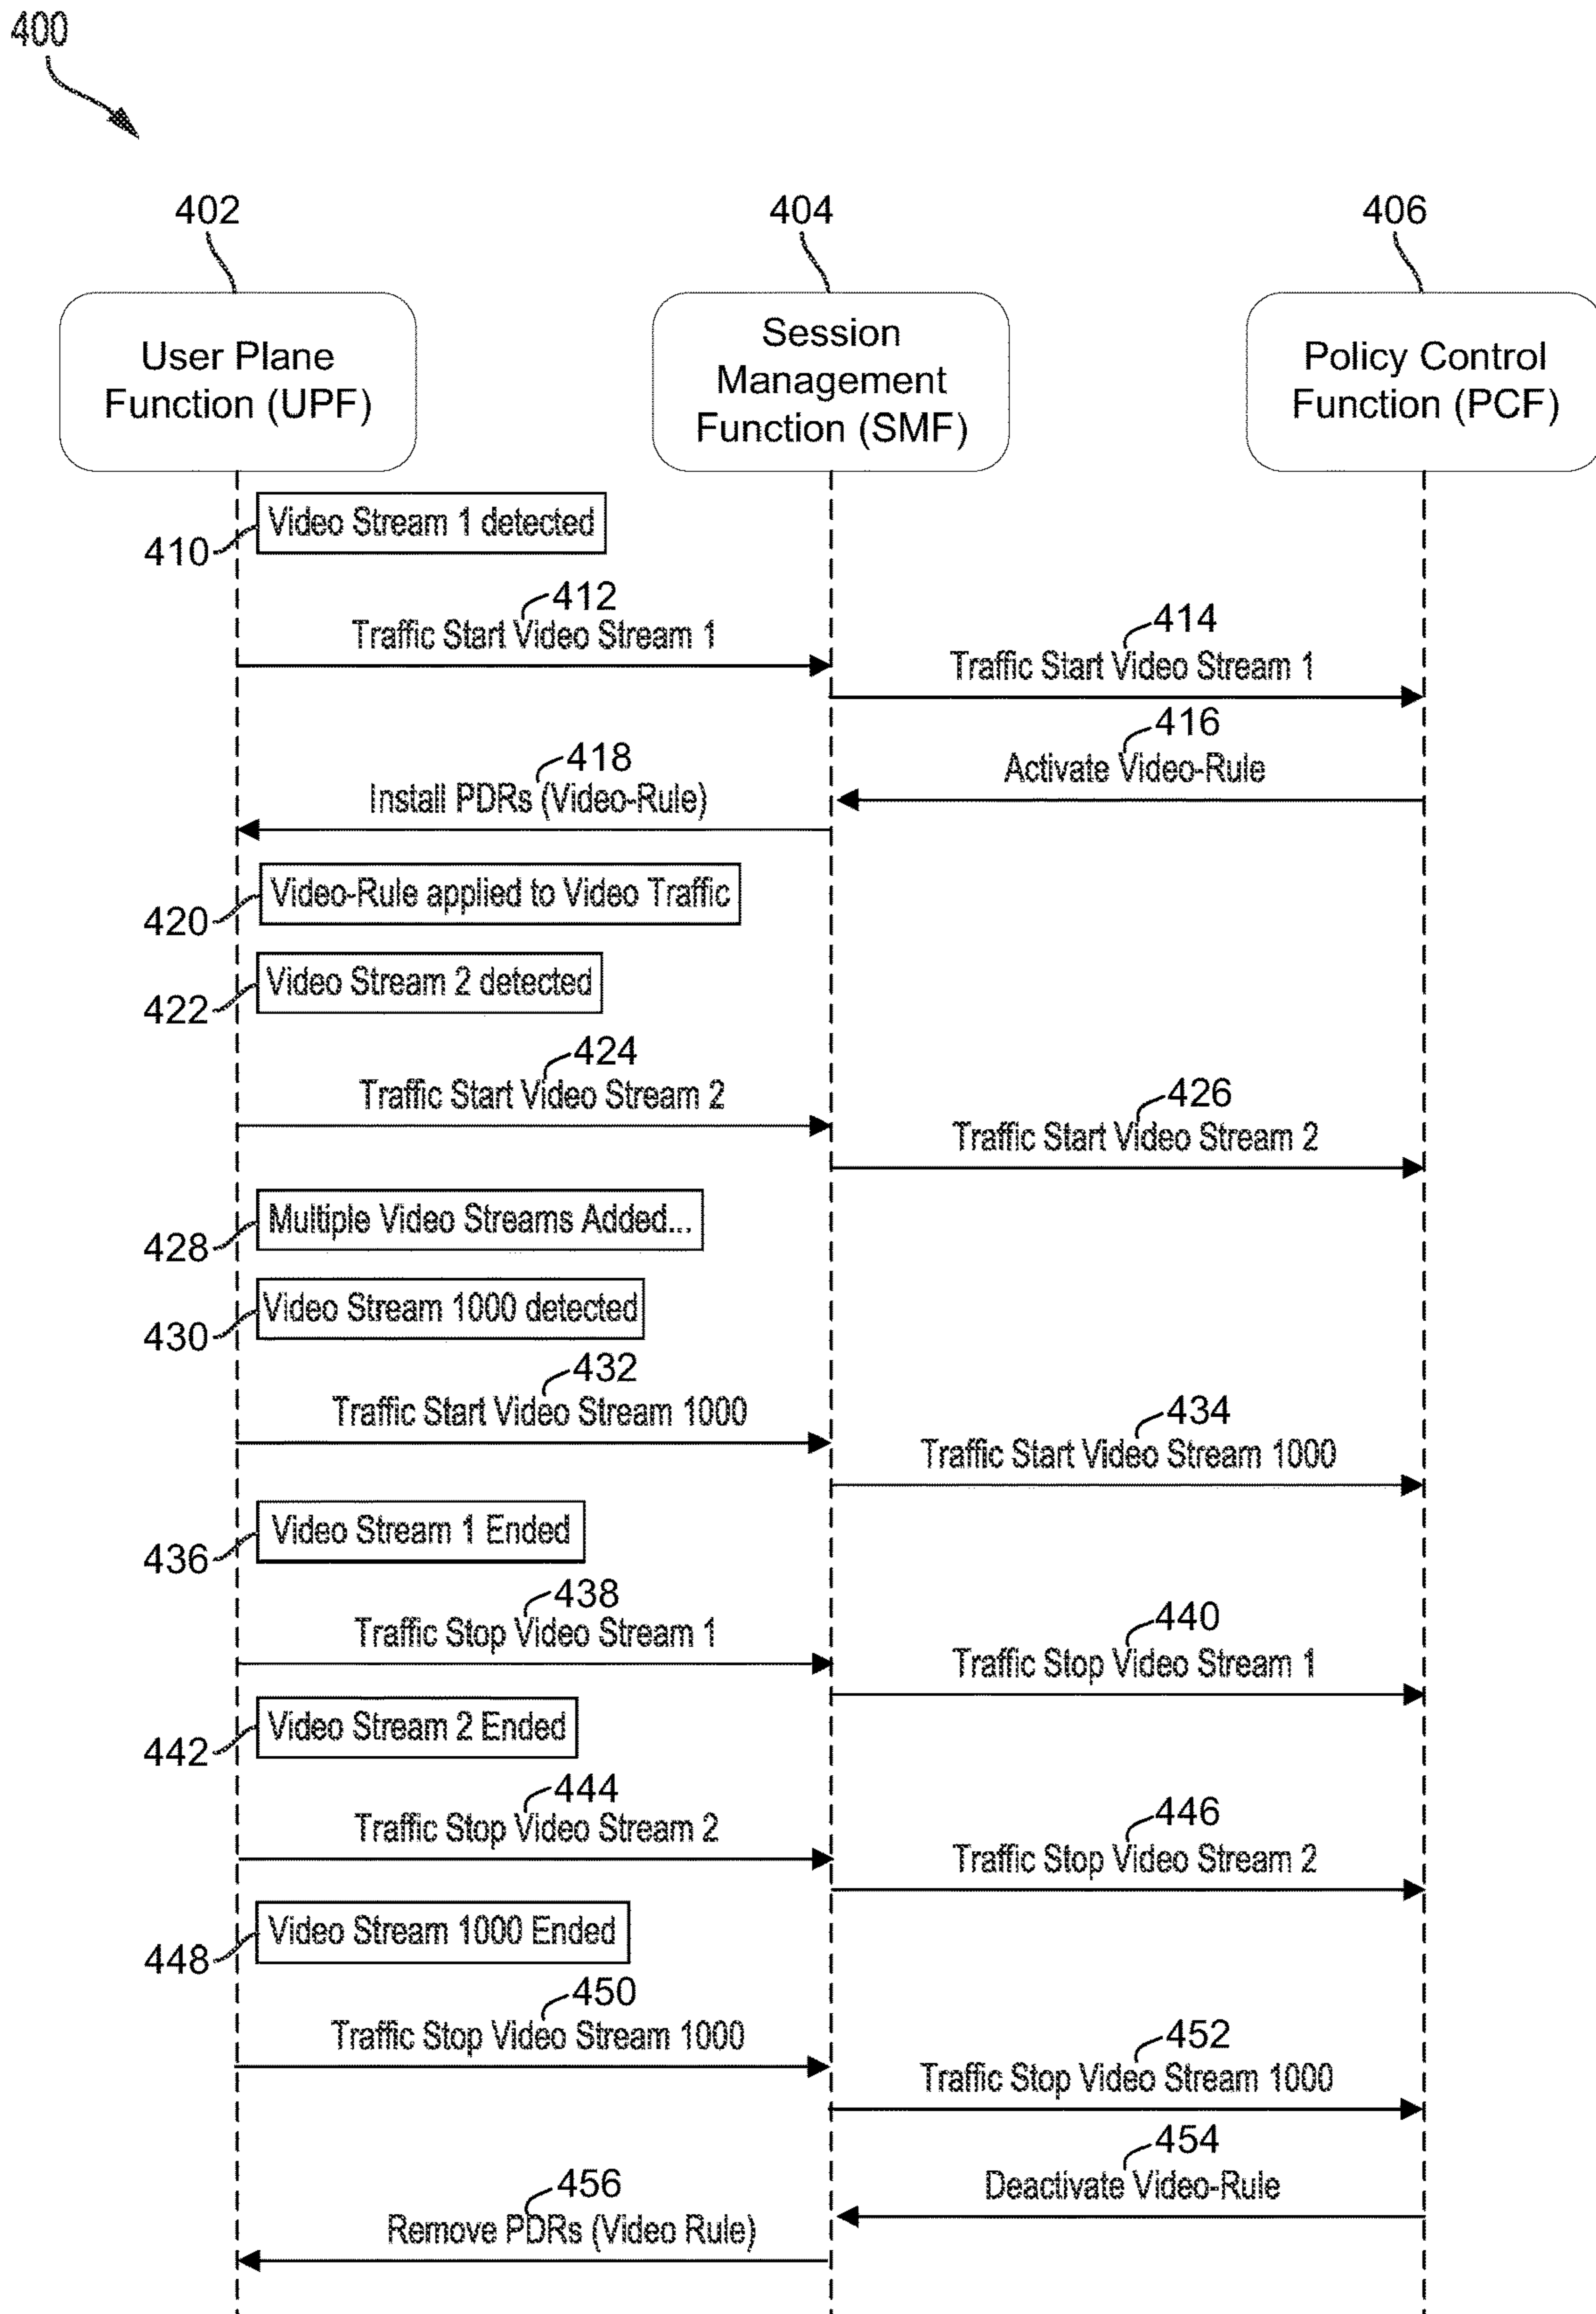 400
402
404
406
User Plane
Function (UPF)
Session
Management
Function (SMF)
Policy Control
Function (PCF)
Video Stream 1 detected
410
412
Traffic Start Video Stream 1
414
Traffic Start Video Stream 1
416
Activate Video-Rule
418
Install PDRs (Video-Rule)
Video-Rule applied to Video Traffic
420
Video Stream 2 detected
422
424
Traffic Start Video Stream 2
426
Traffic Start Video Stream 2
Multiple Video Streams Added...
428
Video Stream 1000 detected
430
432
Traffic Start Video Stream 1000
434
Traffic Start Video Stream 1000
Video Stream 1 Ended
436
438
Traffic Stop Video Stream 1
440
Traffic Stop Video Stream 1
Video Stream 2 Ended
442
444
Traffic Stop Video Stream 2
446
Traffic Stop Video Stream 2
Video Stream 1000 Ended
448
450
Traffic Stop Video Stream 1000
452
Traffic Stop Video Stream 1000
454
Deactivate Video-Rule
456
Remove PDRs (Video Rule)